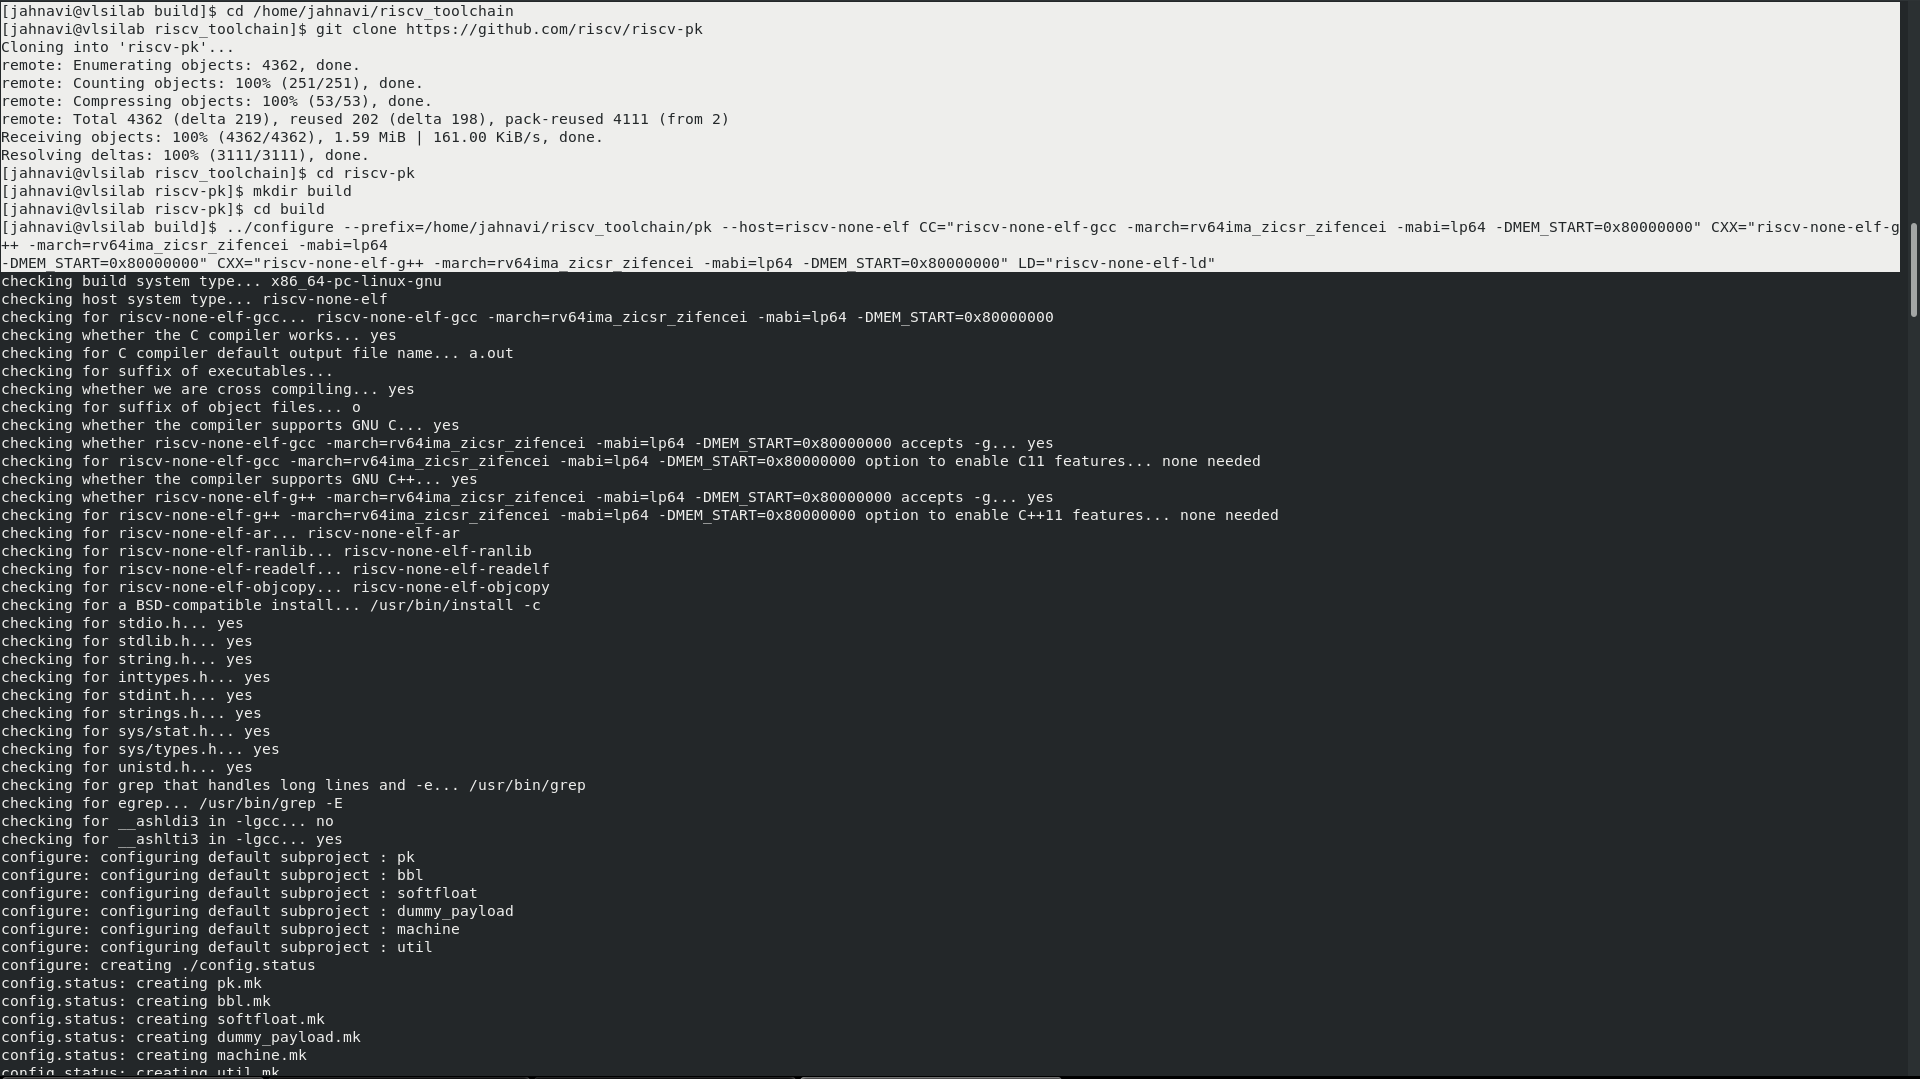 [jahnavi@vlsilab build]$ cd /home/jahnavi/riscv_toolchain
[jahnavi@vlsilab riscv_toolchain]$ git clone https://github.com/riscv/riscv-pk
Cloning into 'riscv-pk'...
remote: Enumerating objects: 4362, done.
remote: Counting objects: 100% (251/251), done.
remote: Compressing objects: 100% (53/53), done.
remote: Total 4362 (delta 219), reused 202 (delta 198), pack-reused 4111 (from 2)
Receiving objects: 100% (4362/4362), 1.59 MiB | 161.00 KiB/s, done.
Resolving deltas: 100% (3111/3111), done.
[jahnavi@vlsilab riscv_toolchain]$ cd riscv-pk
[jahnavi@vlsilab riscv-pk]$ mkdir build
[jahnavi@vlsilab riscv-pk]$ cd build
[jahnavi@vlsilab build]$ ../configure --prefix=/home/jahnavi/riscv_toolchain/pk --host=riscv-none-elf CC="riscv-none-elf-gcc -march=rv64ima_zicsr_zifencei -mabi=lp64 -DMEM_START=0x80000000" CXX="riscv-none-elf-g
++ -march=rv64ima_zicsr_zifencei -mabi=lp64
-DMEM_START=0x80000000" CXX="riscv-none-elf-g++ -march=rv64ima_zicsr_zifencei -mabi=lp64 -DMEM_START=0x80000000" LD="riscv-none-elf-ld"
checking build system type... x86_64-pc-linux-gnu
checking host system type... riscv-none-elf
checking for riscv-none-elf-gcc... riscv-none-elf-gcc -march=rv64ima_zicsr_zifencei -mabi=lp64 -DMEM_START=0x80000000
checking whether the C compiler works... yes
checking for C compiler default output file name... a.out
checking for suffix of executables...
checking whether we are cross compiling... yes
checking for suffix of object files... o
checking whether the compiler supports GNU C... yes
checking whether riscv-none-elf-gcc -march=rv64ima_zicsr_zifencei -mabi=lp64 -DMEM_START=0x80000000 accepts -g... yes
checking for riscv-none-elf-gcc -march=rv64ima_zicsr_zifencei -mabi=lp64 -DMEM_START=0x80000000 option to enable C11 features... none needed
checking whether the compiler supports GNU C++... yes
checking whether riscv-none-elf-g++ -march=rv64ima_zicsr_zifencei -mabi=lp64 -DMEM_START=0x80000000 accepts -g... yes
checking for riscv-none-elf-g++ -march=rv64ima_zicsr_zifencei -mabi=lp64 -DMEM_START=0x80000000 option to enable C++11 features... none needed
checking for riscv-none-elf-ar... riscv-none-elf-ar
checking for riscv-none-elf-ranlib... riscv-none-elf-ranlib
checking for riscv-none-elf-readelf... riscv-none-elf-readelf
checking for riscv-none-elf-objcopy... riscv-none-elf-objcopy
checking for a BSD-compatible install... /usr/bin/install -c
checking for stdio.h... yes
checking for stdlib.h... yes
checking for string.h... yes
checking for inttypes.h... yes
checking for stdint.h... yes
checking for strings.h... yes
checking for sys/stat.h... yes
checking for sys/types.h... yes
checking for unistd.h... yes
checking for grep that handles long lines and -e... /usr/bin/grep
checking for egrep... /usr/bin/grep -E
checking for __ashldi3 in -lgcc... no
checking for __ashlti3 in -lgcc... yes
configure: configuring default subproject : pk
configure: configuring default subproject : bbl
configure: configuring default subproject : softfloat
configure: configuring default subproject : dummy_payload
configure: configuring default subproject : machine
configure: configuring default subproject : util
configure: creating ./config.status
config.status: creating pk.mk
config.status: creating bbl.mk
config.status: creating softfloat.mk
config.status: creating dummy_payload.mk
config.status: creating machine.mk
config.status: creating util.mk